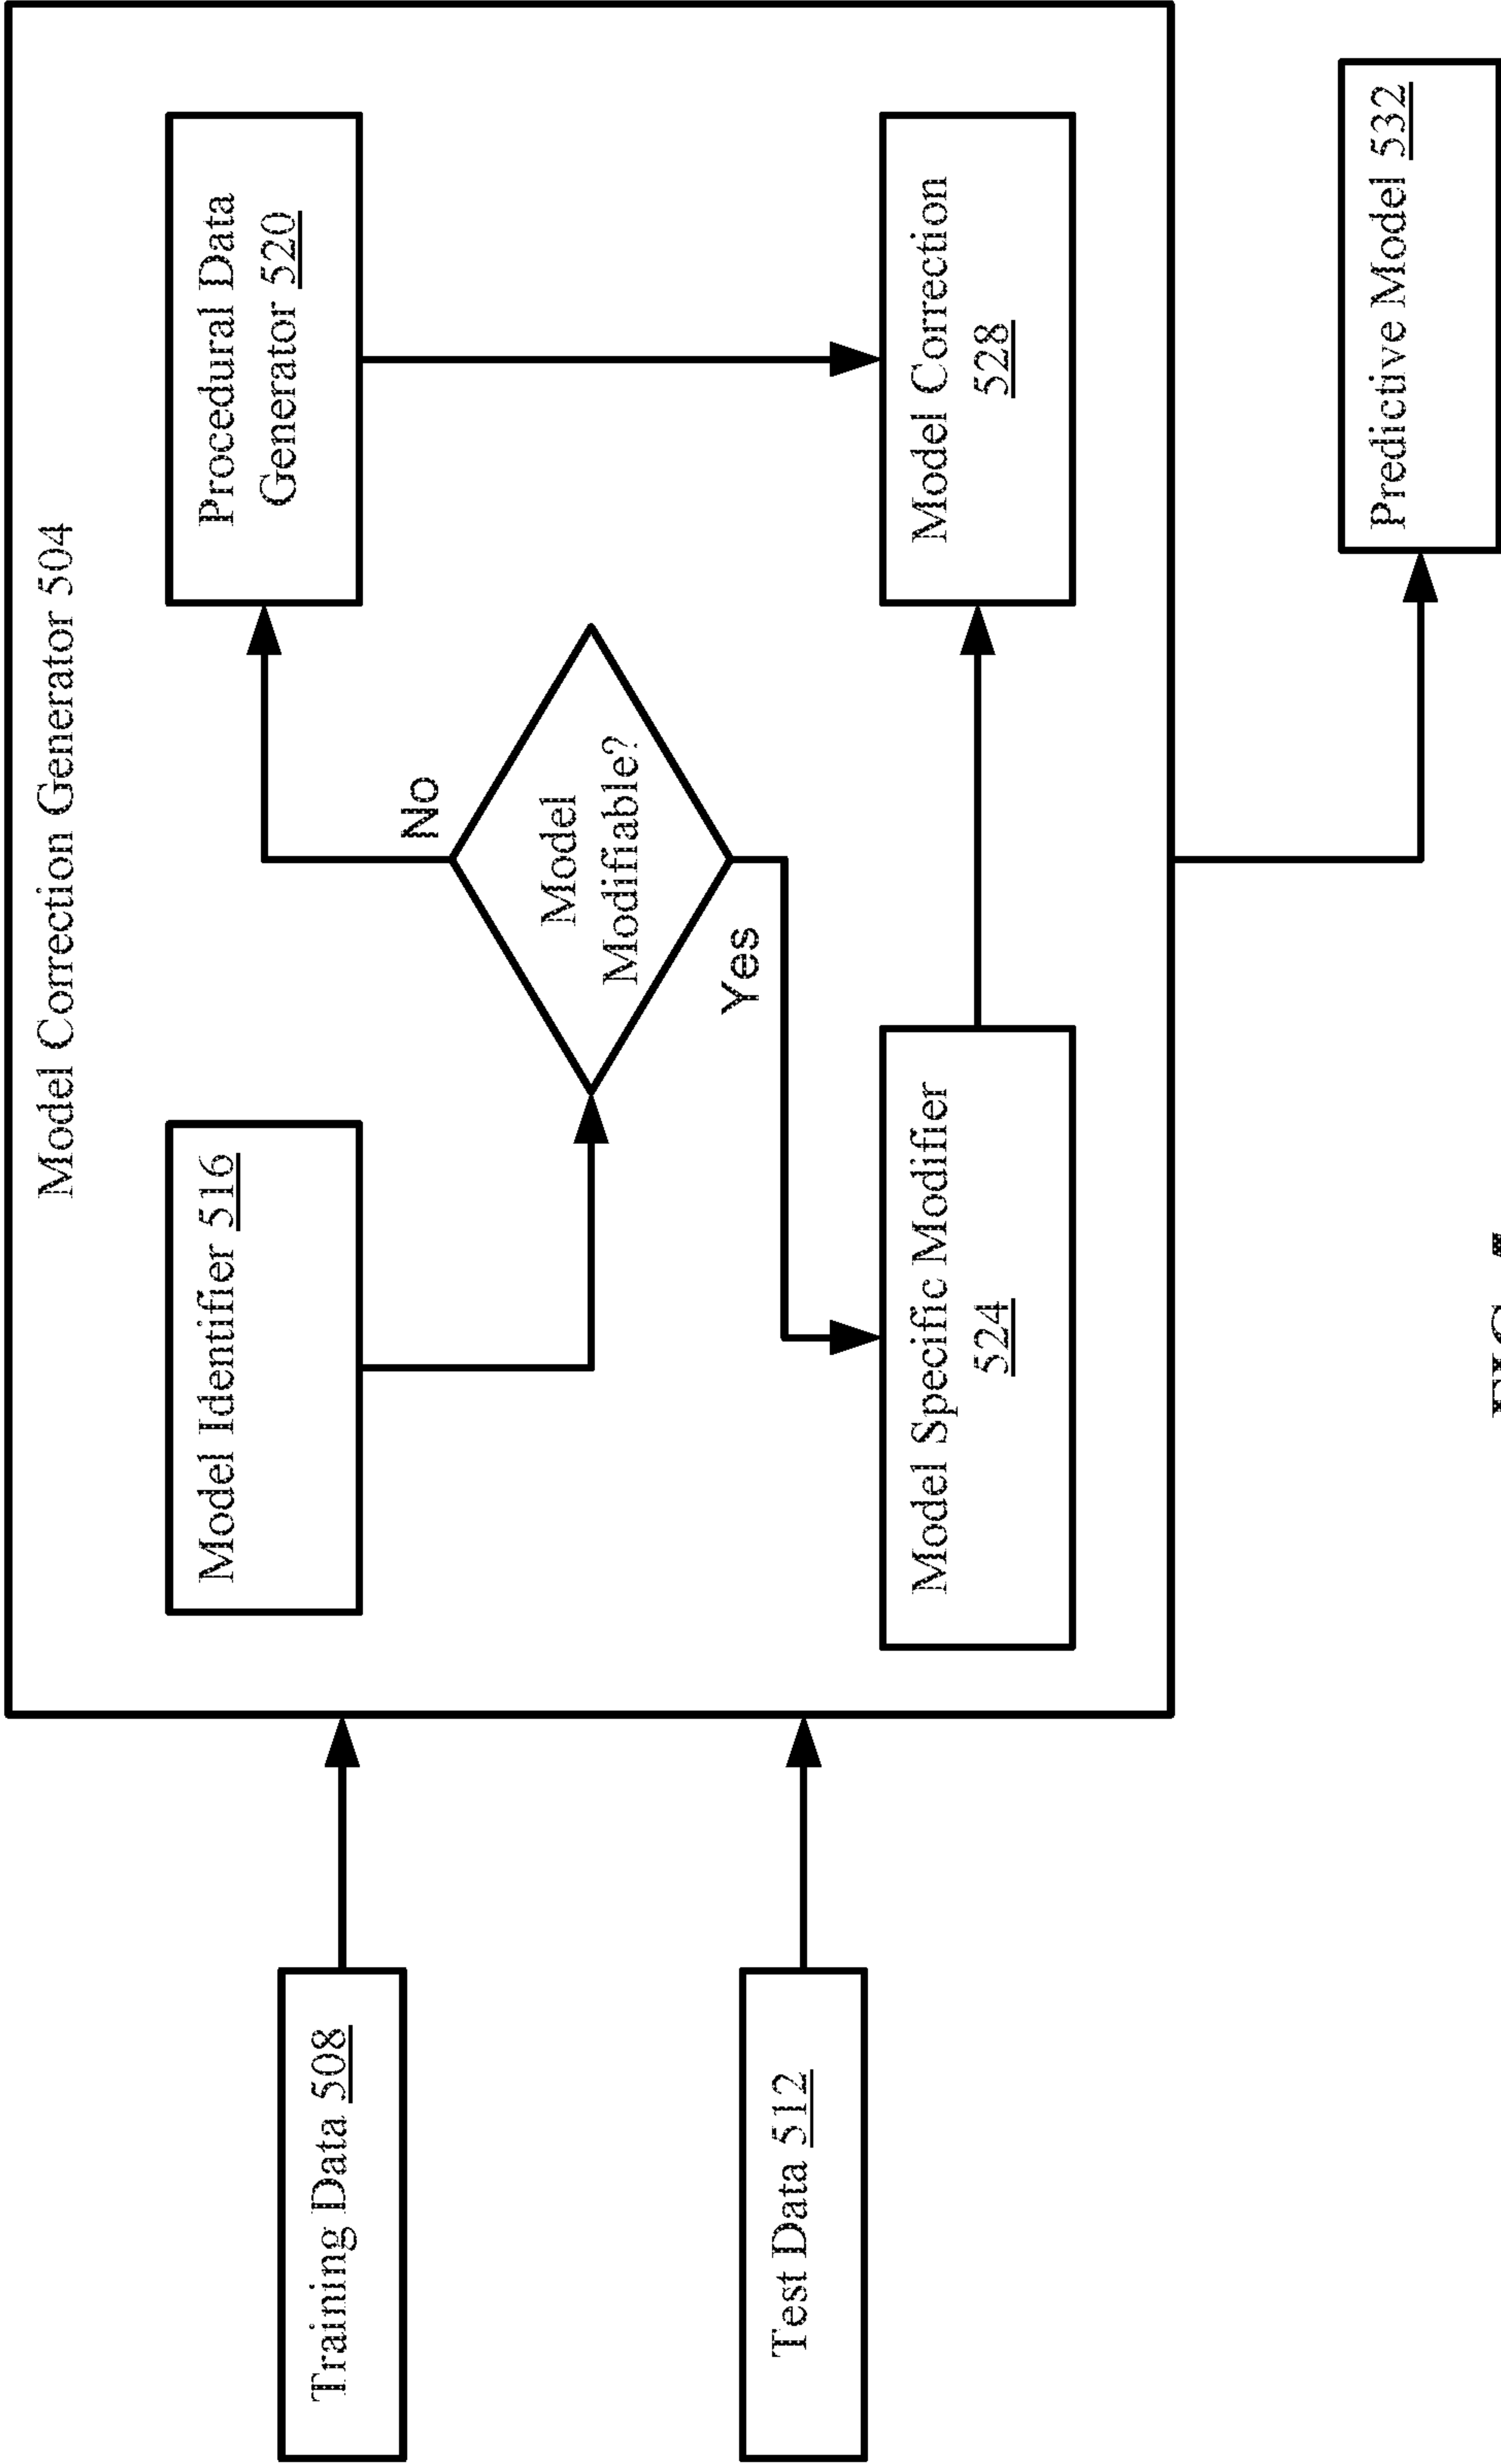 Model Correction Generator 504
Model Identifier 516
Procedural Data
Generator 520
No
Model
Modifiable?
Yes
Model Specific Modifier
524
Model Correction
528
Training Data 508
Test Data 512
Predictive Model 532